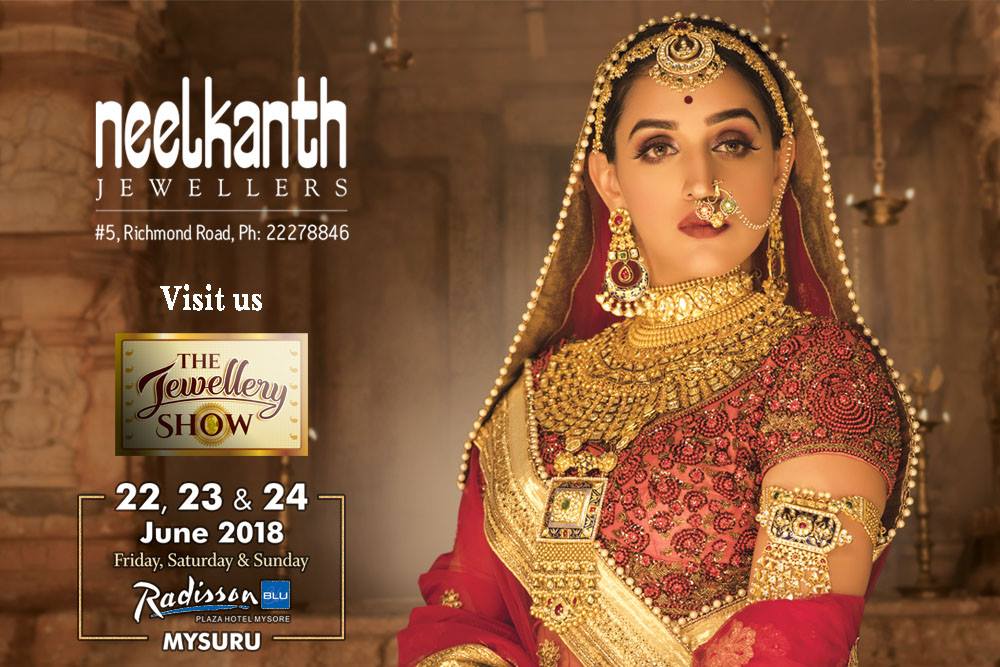 neelkanth
JEWELLERS
#5, Richmond Road, Ph: 22278846
Visit us
THE
Jewellery
SHOW
22, 23 & 24
June 2018
Friday, Saturday & Sunday
Radisson BLU
PLAZA HOTEL MYSORE
MYSURU